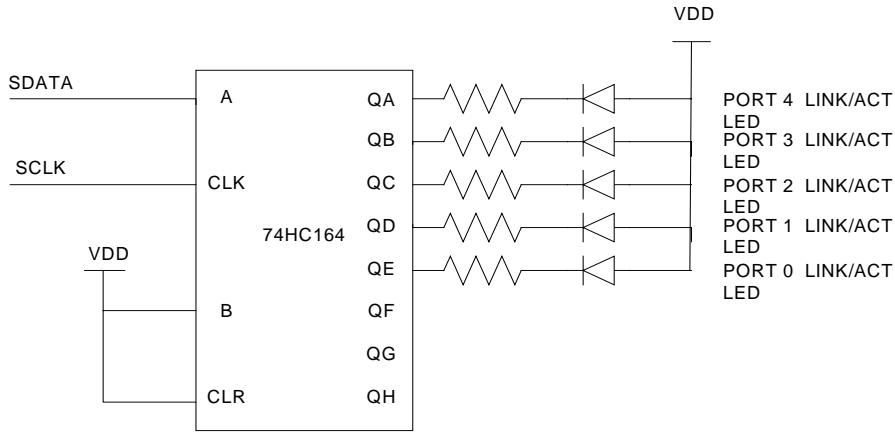 VDD
SDATA
A
QA
PORT 4 LINK/ACT
LED
QB
PORT 3 LINK/ACT
LED
SCLK
CLK
QC
PORT 2 LINK/ACT
LED
74HC164
QD
PORT 1 LINK/ACT
LED
VDD
QE
PORT 0 LINK/ACT
LED
B
QF
QG
CLR
QH